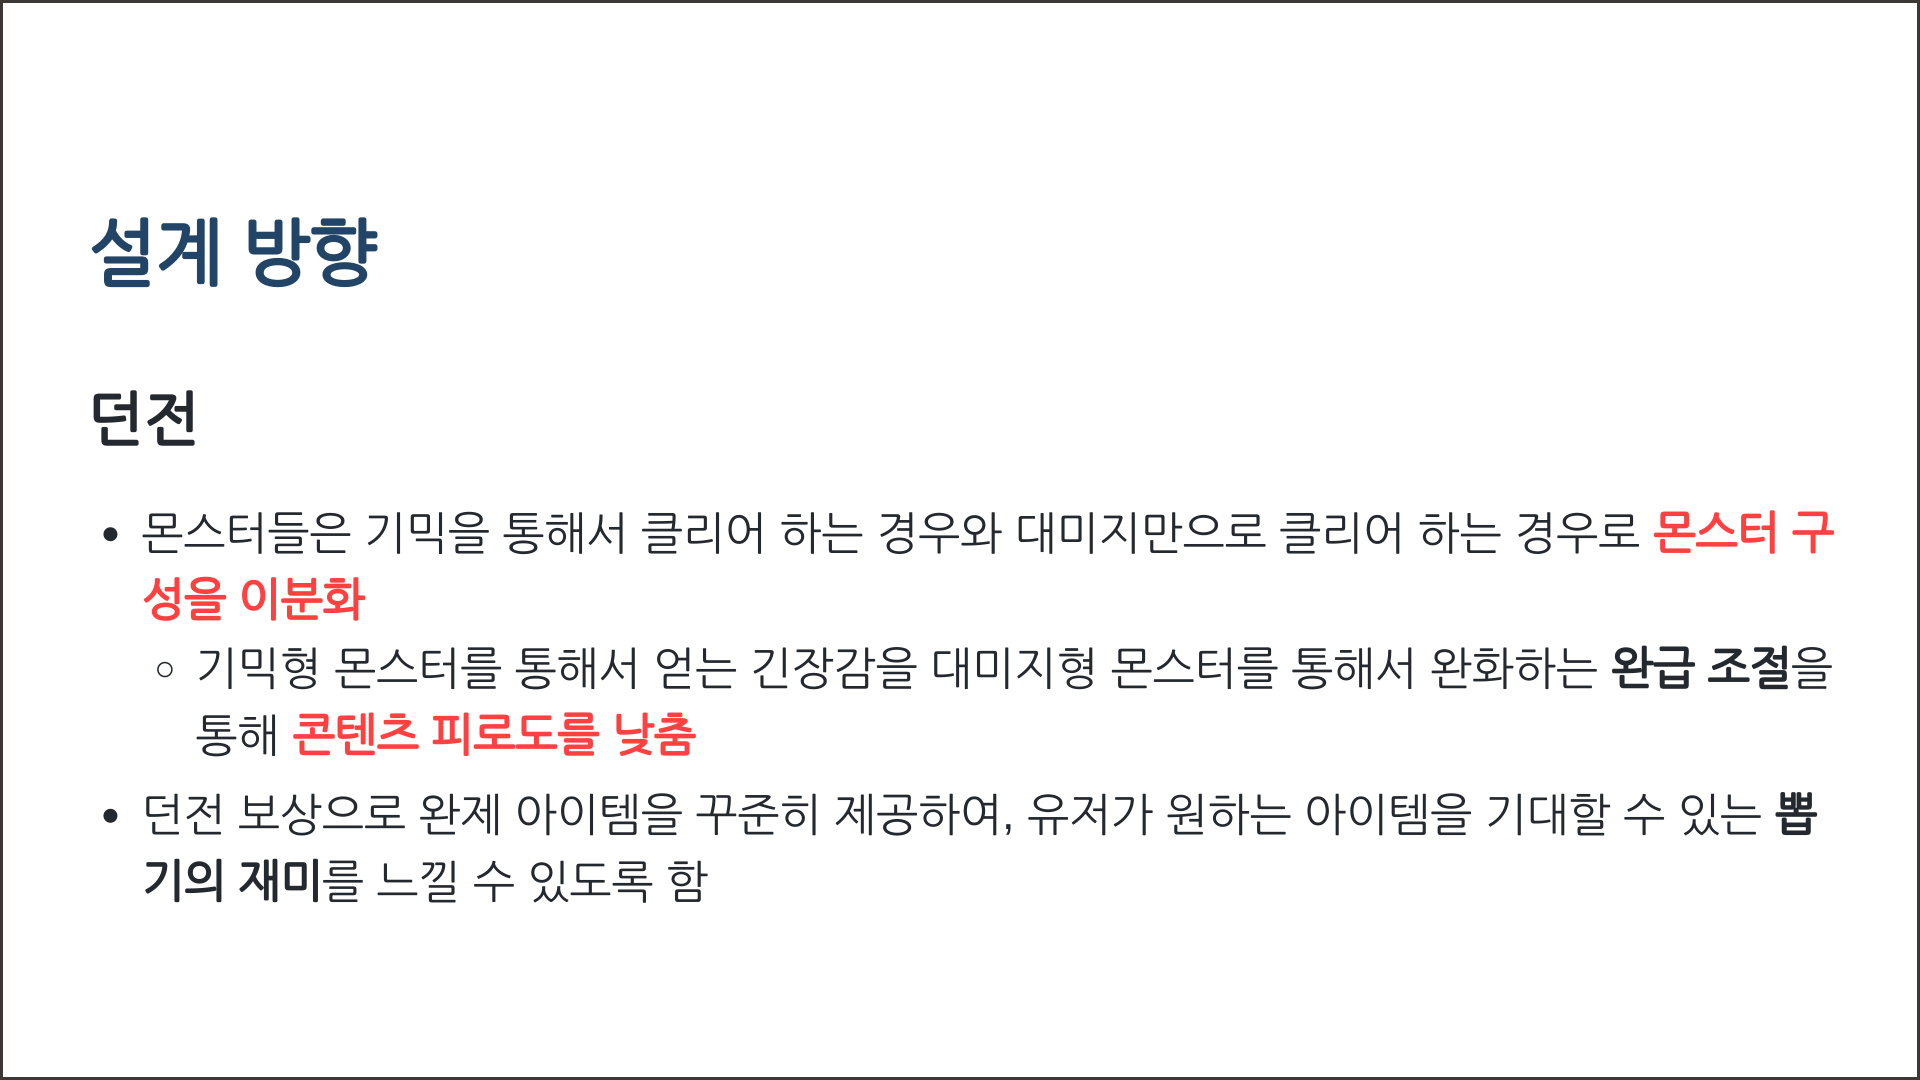 설계 방향
던전
• 몬스터들은 기믹을 통해서 클리어 하는 경우와 대미지만으로 클리어 하는 경우로 몬스터 구
성을 이분화
◦ 기믹형 몬스터를 통해서 얻는 긴장감을 대미지형 몬스터를 통해서 완화하는 완급 조절을
통해 콘텐츠 피로도를 낮춤
• 던전 보상으로 완제 아이템을 꾸준히 제공하여, 유저가 원하는 아이템을 기대할 수 있는 뽑
기의 재미를 느낄 수 있도록 함